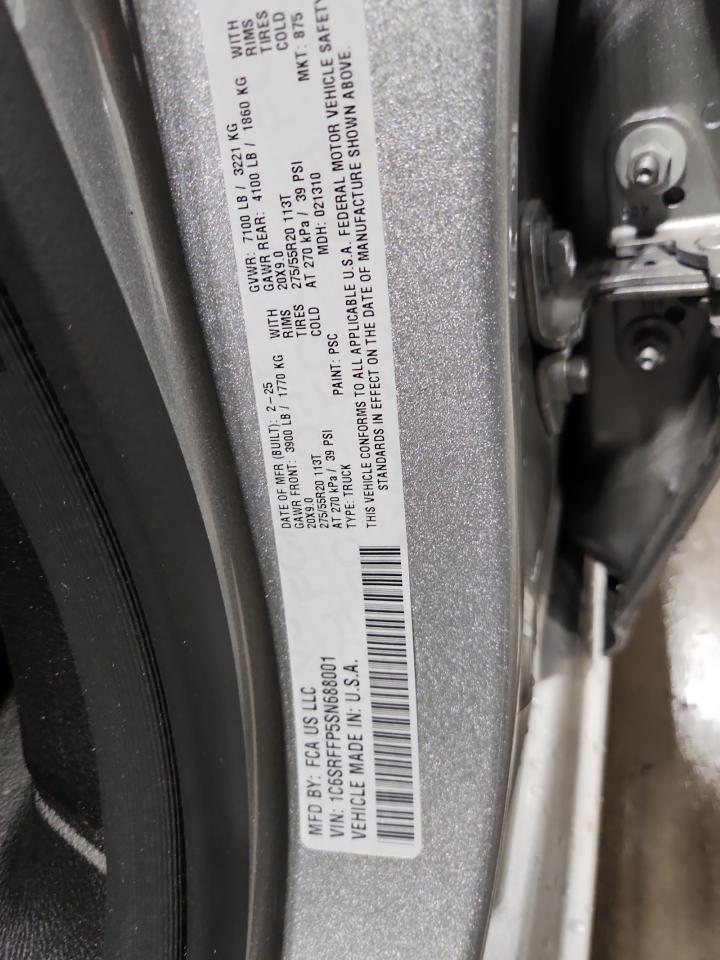 MFD BY: FCA US LLC
VIN: 1C6SRFFP5SN688001
VEHICLE MADE IN: U.S.A.
DATE OF MFR (BUILT): 2-25
GAWR FRONT: 3900 LB / 1770 KG WITH
20X9.0 RIMS
275/55R20 113T TIRES
AT 270 kPa / 39 PSI COLD
TYPE: TRUCK PAINT: PSC
GVWR: 7100 LB / 3221 KG
GAWR REAR: 4100 LB / 1860 KG WITH
20X9.0 RIMS
275/55R20 113T TIRES
AT 270 kPa / 39 PSI COLD
MDH: 021310 MKT: 875
THIS VEHICLE CONFORMS TO ALL APPLICABLE U.S.A. FEDERAL MOTOR VEHICLE SAFETY
STANDARDS IN EFFECT ON THE DATE OF MANUFACTURE SHOWN ABOVE.